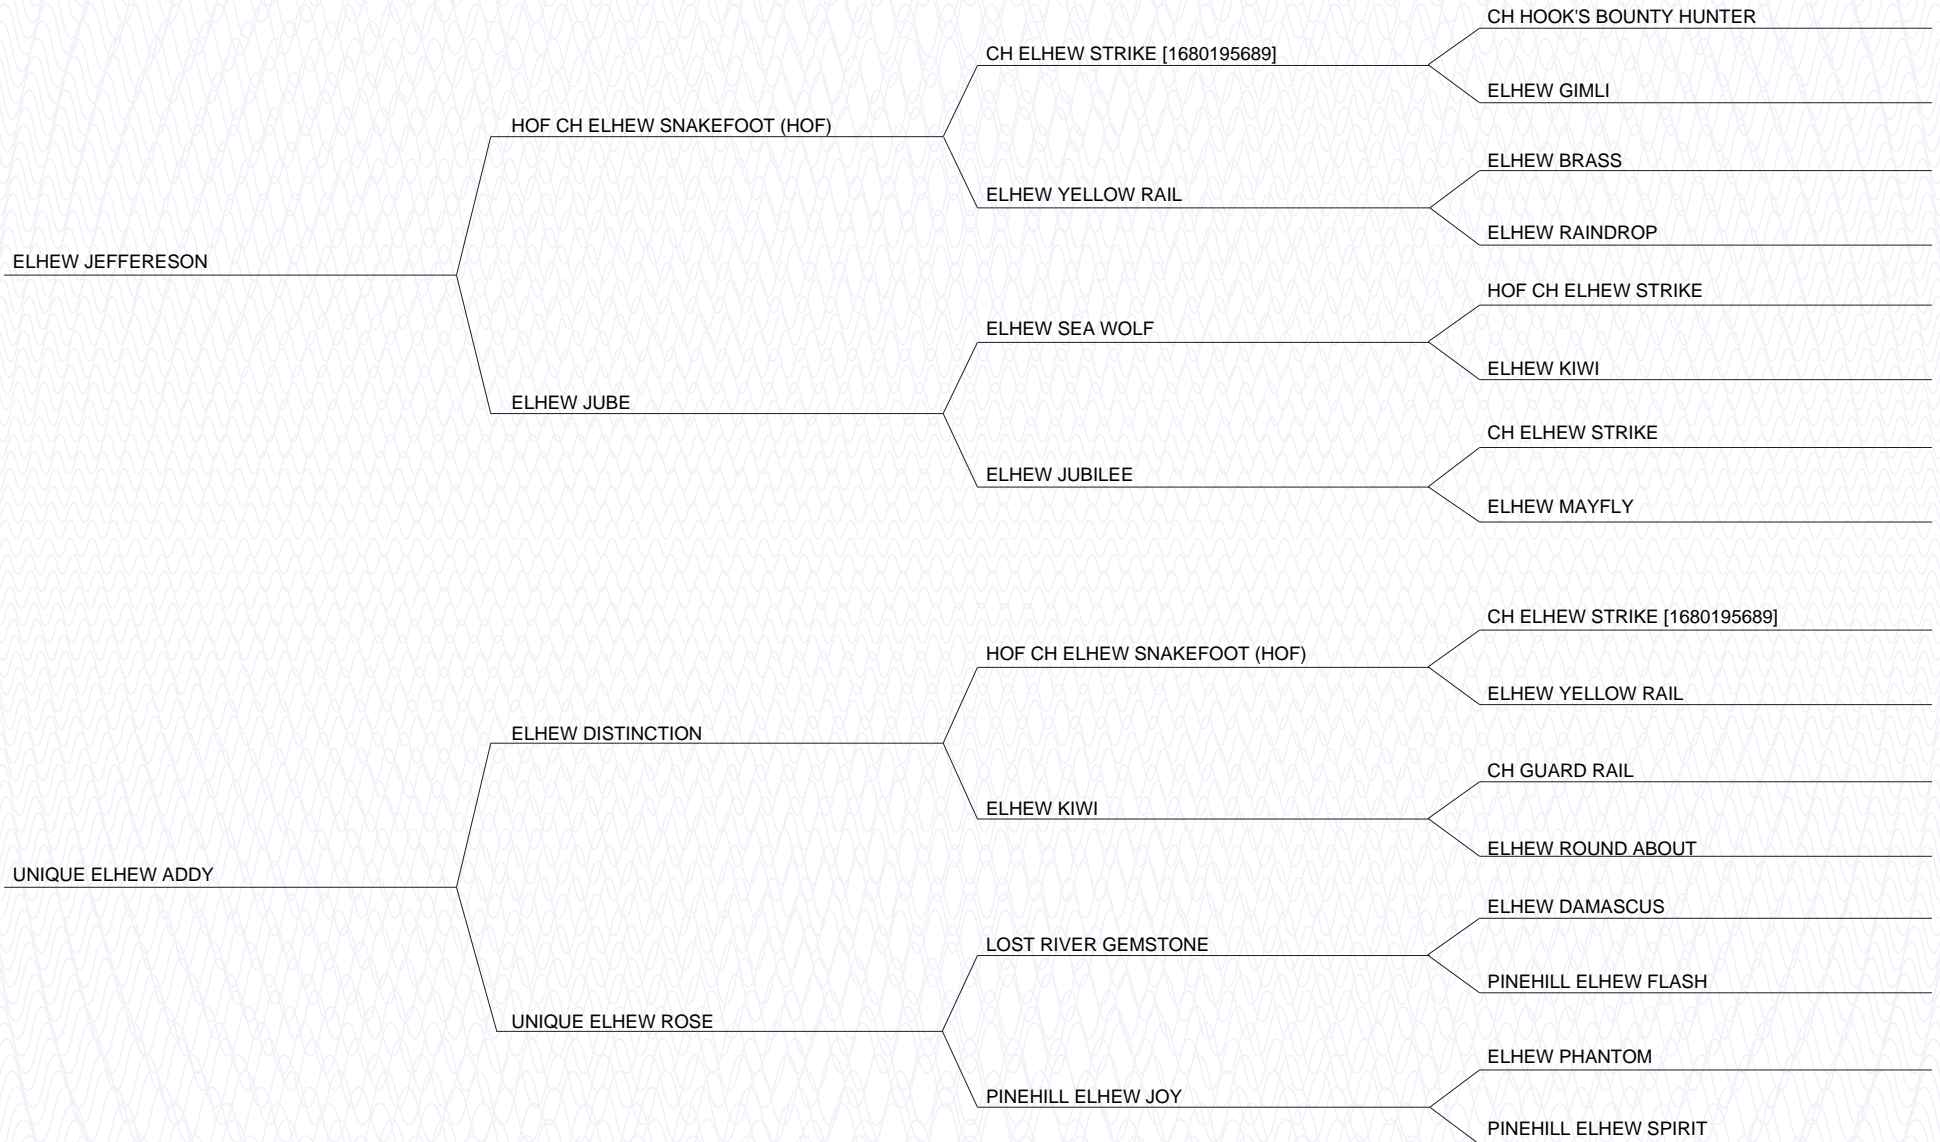 CH HOOK'S BOUNTY HUNTER
CH ELHEW STRIKE [1680195689]
ELHEW GIMLI
HOF CH ELHEW SNAKEFOOT (HOF)
ELHEW BRASS
ELHEW YELLOW RAIL
ELHEW RAINDROP
ELHEW JEFFERESON
HOF CH ELHEW STRIKE
ELHEW SEA WOLF
ELHEW KIWI
ELHEW JUBE
CH ELHEW STRIKE
ELHEW JUBILEE
ELHEW MAYFLY
CH ELHEW STRIKE [1680195689]
HOF CH ELHEW SNAKEFOOT (HOF)
ELHEW YELLOW RAIL
ELHEW DISTINCTION
CH GUARD RAIL
ELHEW KIWI
ELHEW ROUND ABOUT
UNIQUE ELHEW ADDY
ELHEW DAMASCUS
LOST RIVER GEMSTONE
PINEHILL ELHEW FLASH
UNIQUE ELHEW ROSE
ELHEW PHANTOM
PINEHILL ELHEW JOY
PINEHILL ELHEW SPIRIT